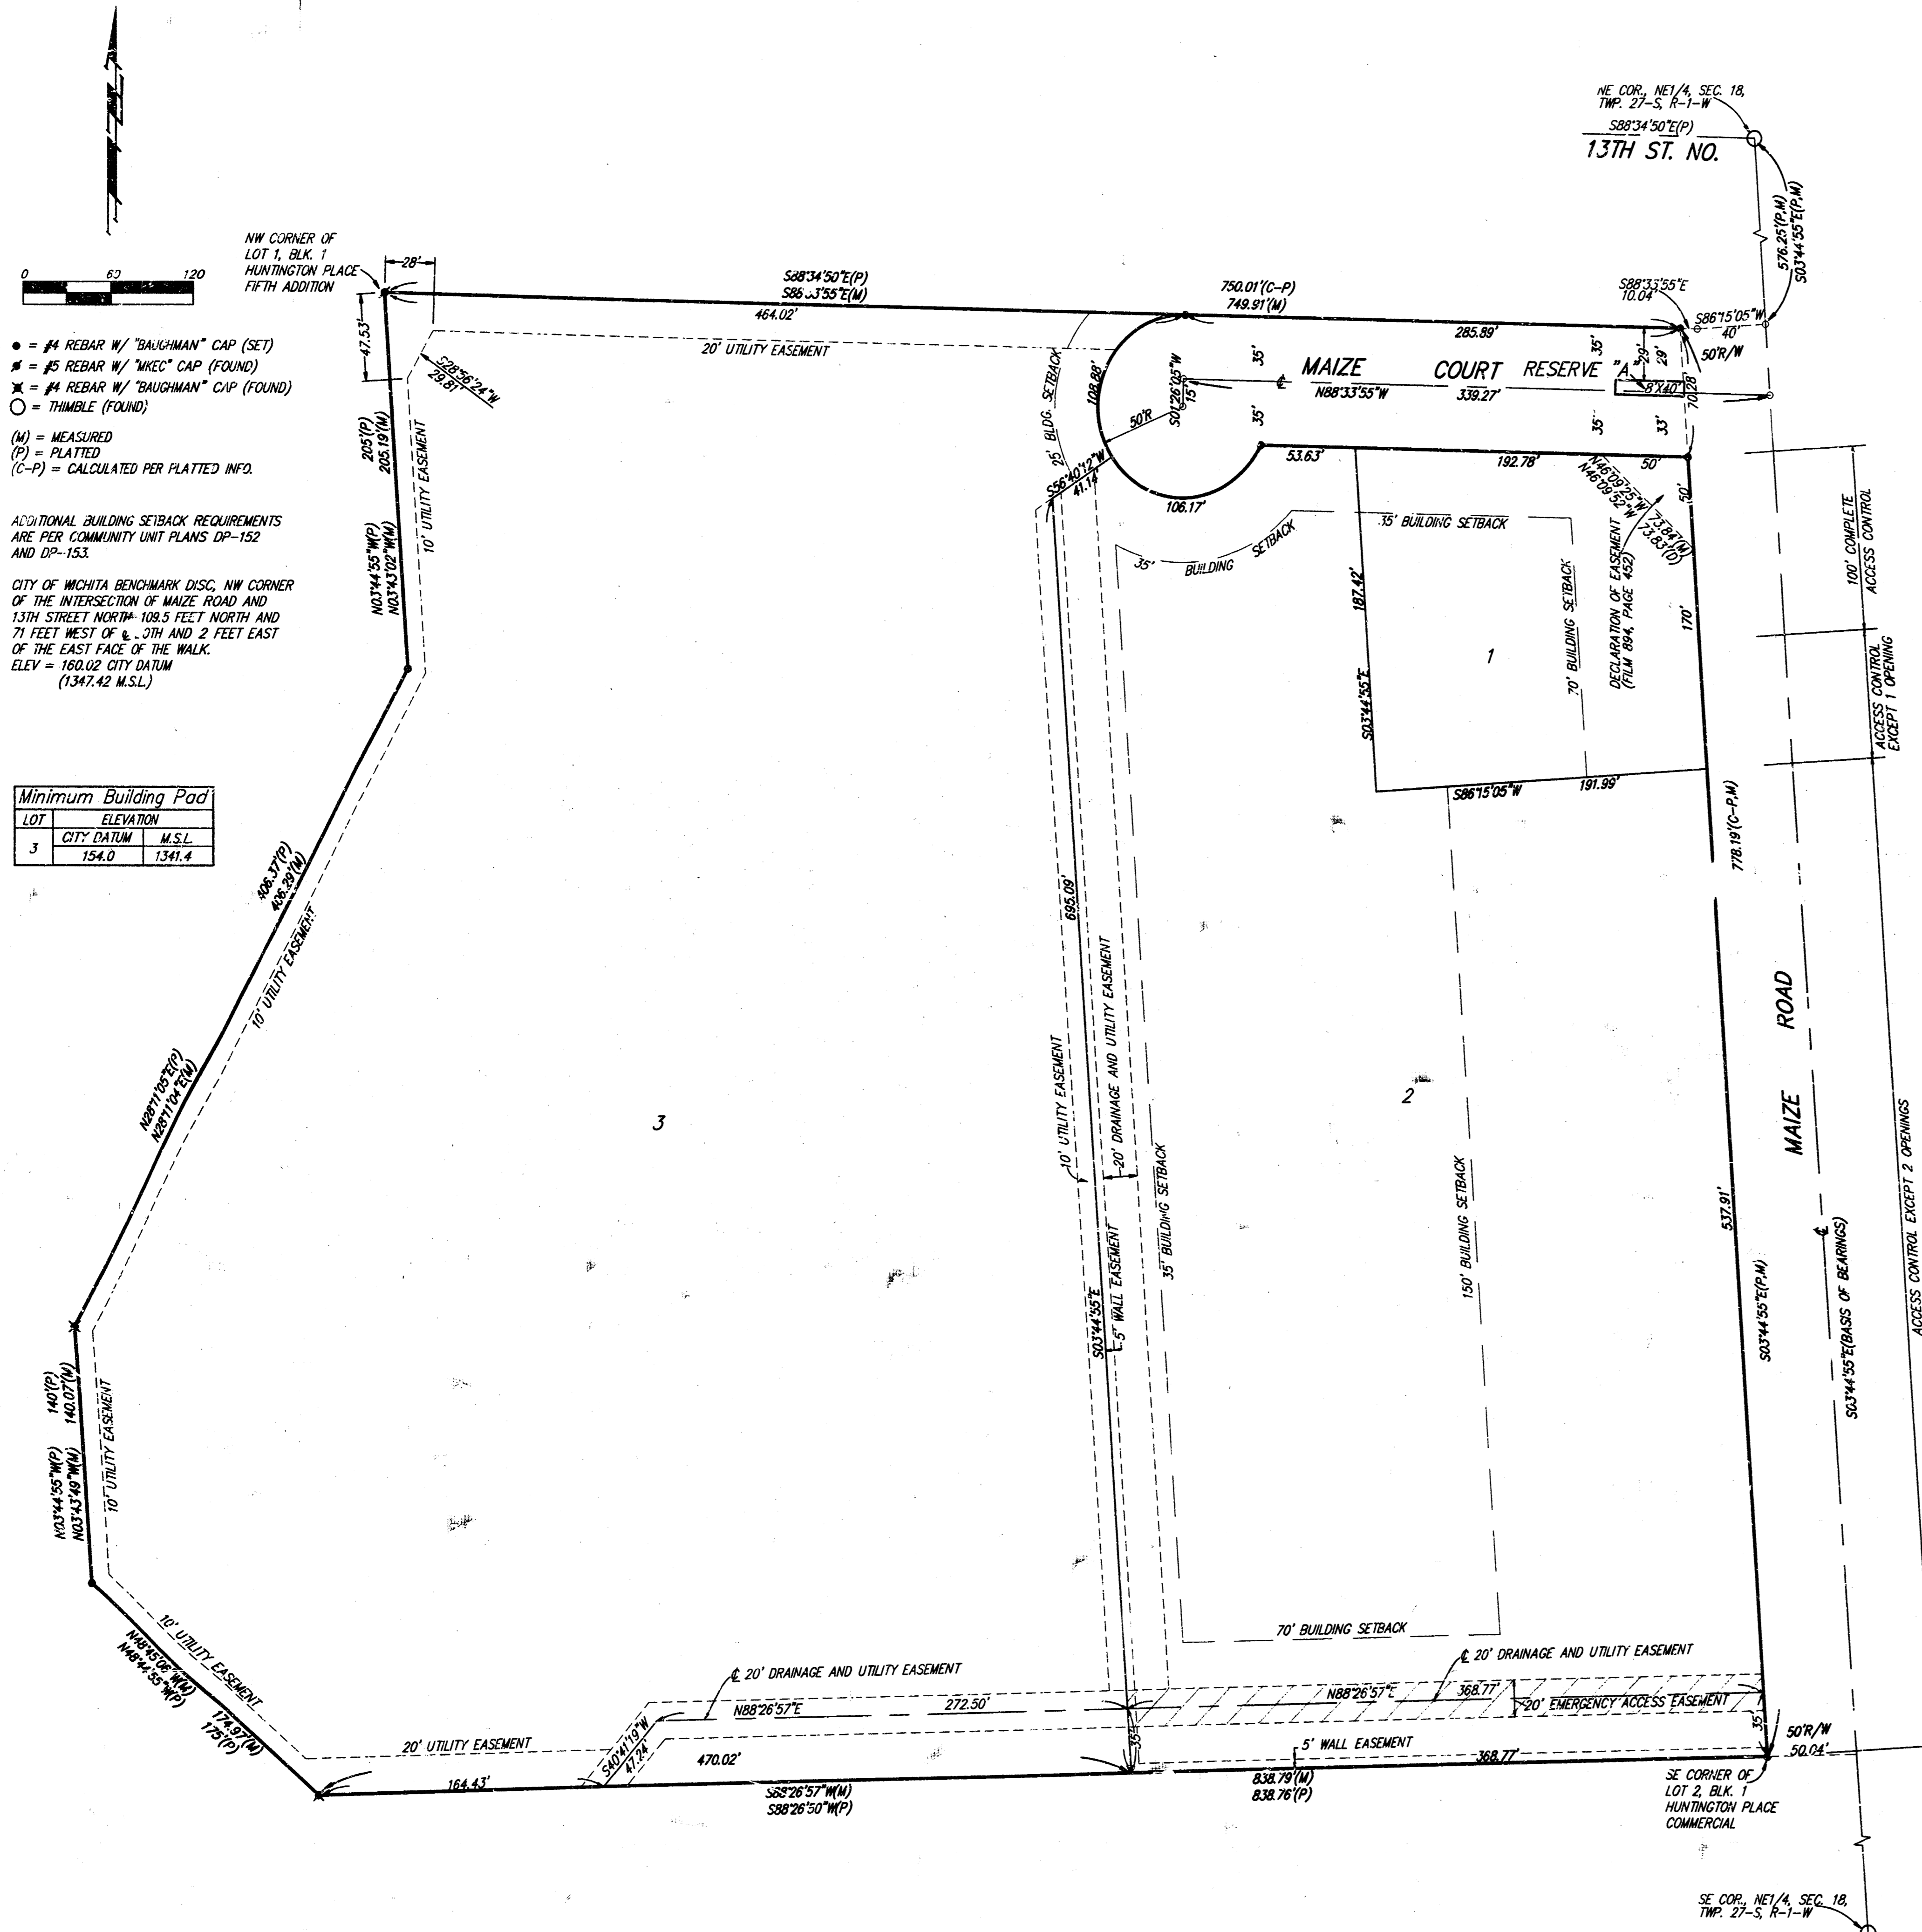 NE COR., NE1/4, SEC. 18,
TWP. 27-S, R-1-W
S88°34'50"E(P)
13TH ST. NO.
576.25'(P,M)
S03°44'55"E(P,M)
NW CORNER OF
LOT 1, BLK. 1
HUNTINGTON PLACE
FIFTH ADDITION
28'
S88°34'50"E(P)
464.02'
750.01'(C-P)
749.91'(M)
285.89'
S88°33'55"E
10.04'
S86°15'05"W
40'
50'R/W
0 60 120
● = #4 REBAR W/ "BAUGHMAN" CAP (SET)
= #5 REBAR W/ "MKEC" CAP (FOUND)
= #4 REBAR W/ "BAUGHMAN" CAP (FOUND)
○ = THIMBLE (FOUND)
(M) = MEASURED
(P) = PLATTED
(C-P) = CALCULATED PER PLATTED INFO.
ADDITIONAL BUILDING SETBACK REQUIREMENTS
ARE PER COMMUNITY UNIT PLANS DP-152
AND DP-153.
CITY OF WICHITA BENCHMARK DISC, NW CORNER
OF THE INTERSECTION OF MAIZE ROAD AND
13TH STREET NORTH 109.5 FEET NORTH AND
71 FEET WEST OF ℄ AND 2 FEET EAST
OF THE EAST FACE OF THE WALK.
ELEV = 160.02 CITY DATUM
(1347.42 M.S.L.)
Minimum Building Pad
LOT ELEVATION
CITY DATUM M.S.L.
3 154.0 1341.4
47.53'
S28°56'24"W
29.81'
20' UTILITY EASEMENT
205'(P)
205.19'(M)
N03°44'55"W(P)
N03°43'02"W(M)
10' UTILITY EASEMENT
25' BLDG. SETBACK
108.88'
50'R
S01°26'05"W
15'
35'
35'
MAIZE COURT RESERVE "A"
℄ N88°33'55"W 339.27'
8'X40'
35'
29'
29'
70.28'
35'
33'
S56°40'12"W
41.14'
106.17'
53.63'
192.78'
50'
50'
N46°09'25"W
N46°09'52"W
73.84'(M)
73.83'(D)
DECLARATION OF EASEMENT
(FILM 894, PAGE 452)
35' BUILDING SETBACK
35' BUILDING SETBACK
70' BUILDING SETBACK
187.42'
S03°44'55"E
1
170'
S86°15'05"W
191.99'
100' COMPLETE
ACCESS CONTROL
ACCESS CONTROL
EXCEPT 1 OPENING
778.19'(C-P,M)
MAIZE ROAD
406.37'(P)
406.29'(M)
10' UTILITY EASEMENT
N28°11'05"E(P)
N28°11'04"E(M)
3
695.09'
10' UTILITY EASEMENT
20' DRAINAGE AND UTILITY EASEMENT
35' BUILDING SETBACK
5' WALL EASEMENT
S03°44'55"E
2
150' BUILDING SETBACK
537.91'
S03°44'55"E(P,M)
℄
S03°44'55"E(BASIS OF BEARINGS)
ACCESS CONTROL EXCEPT 2 OPENINGS
140'(P)
140.07'(M)
N03°44'55"W(P)
N03°43'49"W(M)
10' UTILITY EASEMENT
10' UTILITY EASEMENT
N48°45'06"W(M)
N48°44'55"W(P)
174.97'(M)
175'(P)
70' BUILDING SETBACK
℄ 20' DRAINAGE AND UTILITY EASEMENT
℄ 20' DRAINAGE AND UTILITY EASEMENT
N88°26'57"E 272.50'
N88°26'57"E 368.77'
20' EMERGENCY ACCESS EASEMENT
20' UTILITY EASEMENT
S40°41'19"W
47.24'
35'
5' WALL EASEMENT
35'
164.43'
470.02'
368.77'
S88°26'50"W(P)
838.79'(M)
838.76'(P)
50'R/W
50.04'
SE CORNER OF
LOT 2, BLK. 1
HUNTINGTON PLACE
COMMERCIAL
SE COR., NE1/4, SEC. 18,
TWP. 27-S, R-1-W